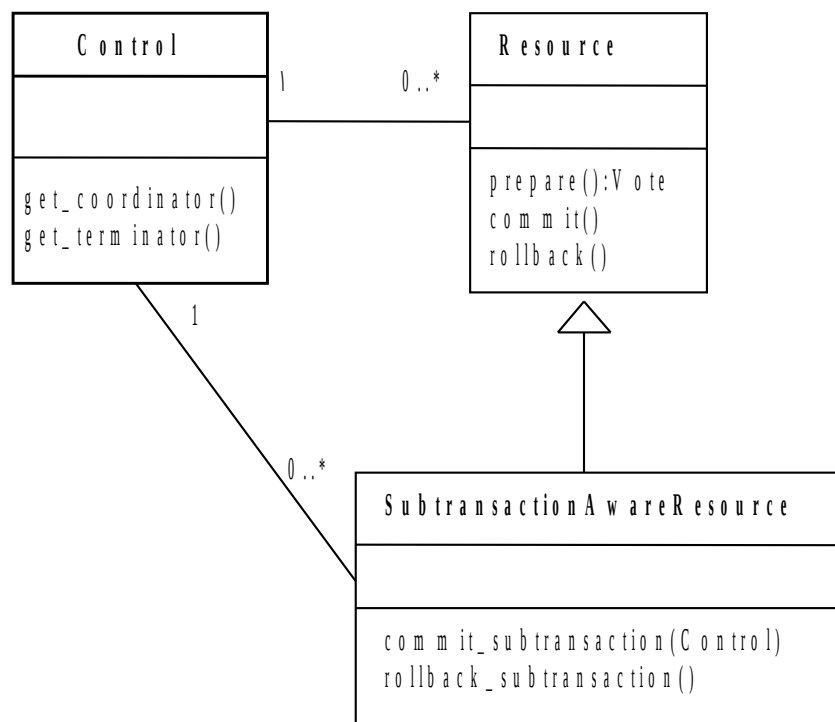 Control
get_coordinator()
get_terminator()
1
0..*
Resource
prepare():Vote
commit()
rollback()
1
0..*
SubtransactionAwareResource
commit_subtransaction(Control)
rollback_subtransaction()